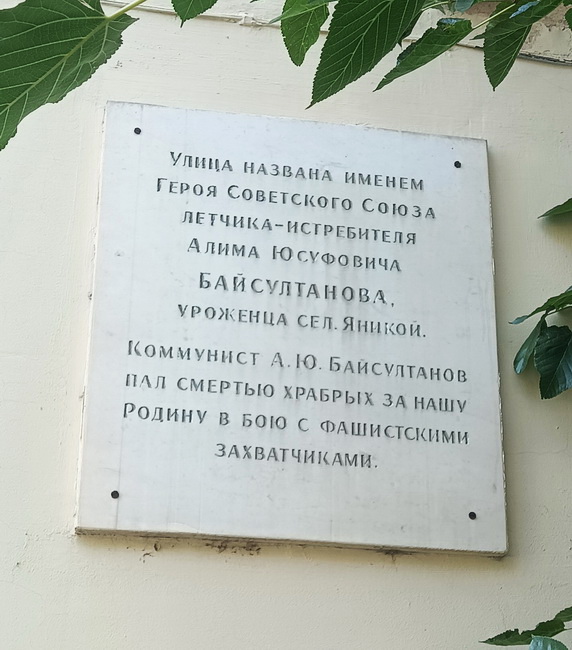 Улица названа именем
Героя Советского Союза
летчика-истребителя
Алима Юсуфовича
Байсултанова,
уроженца сел. Яникой.
Коммунист А. Ю. Байсултанов
пал смертью храбрых за нашу
Родину в бою с фашистскими
захватчиками.